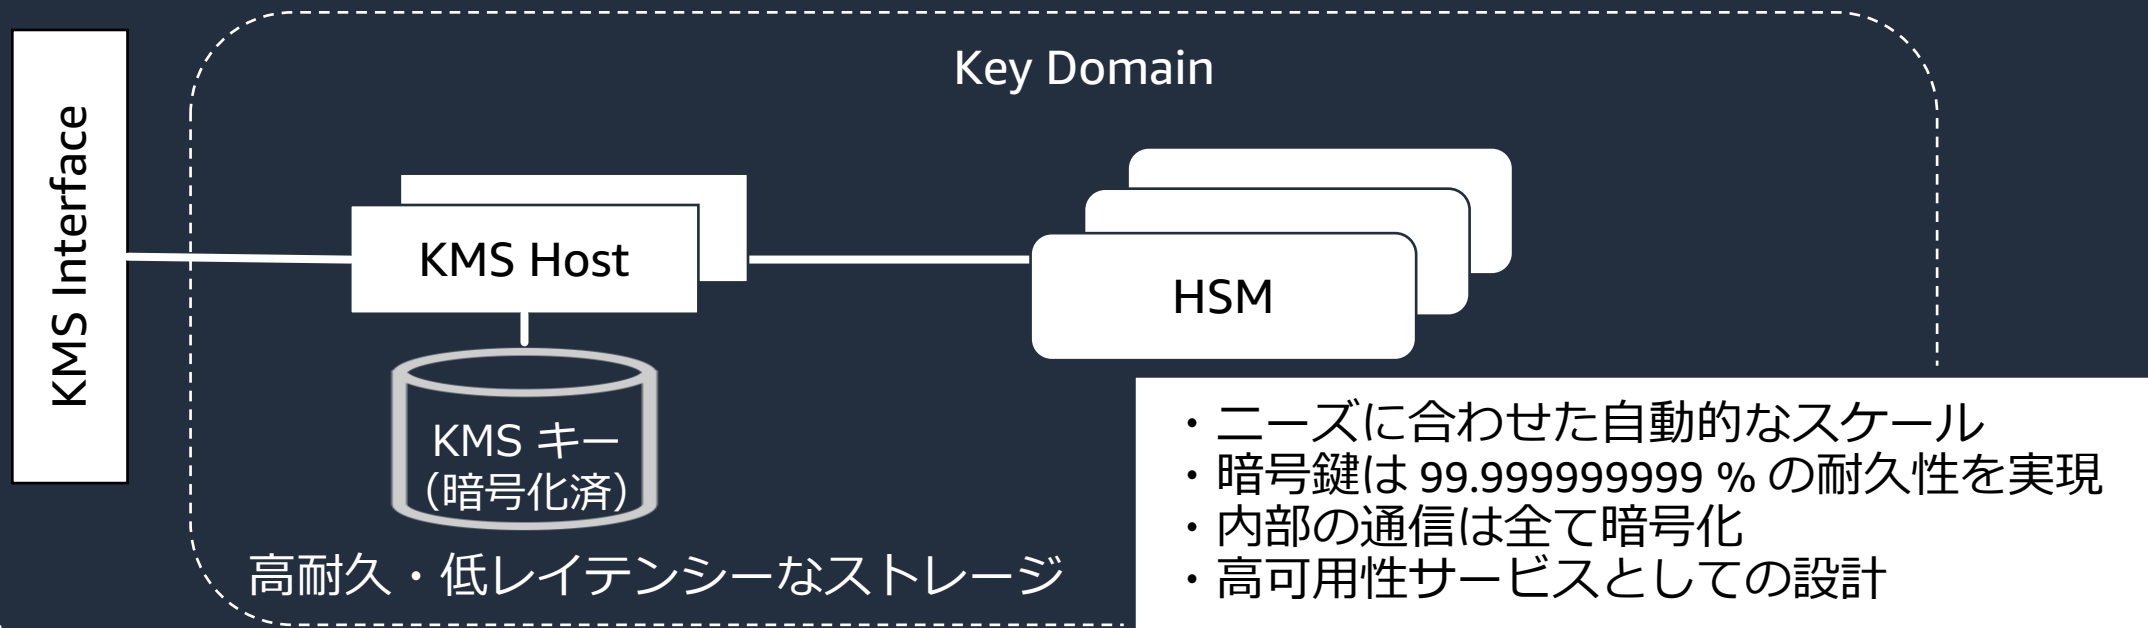 Key Domain
KMS Interface
KMS Host
HSM
KMS キー
（暗号化済）
高耐久・低レイテンシーなストレージ
・ニーズに合わせた自動的なスケール
・暗号鍵は 99.999999999 % の耐久性を実現
・内部の通信は全て暗号化
・高可用性サービスとしての設計